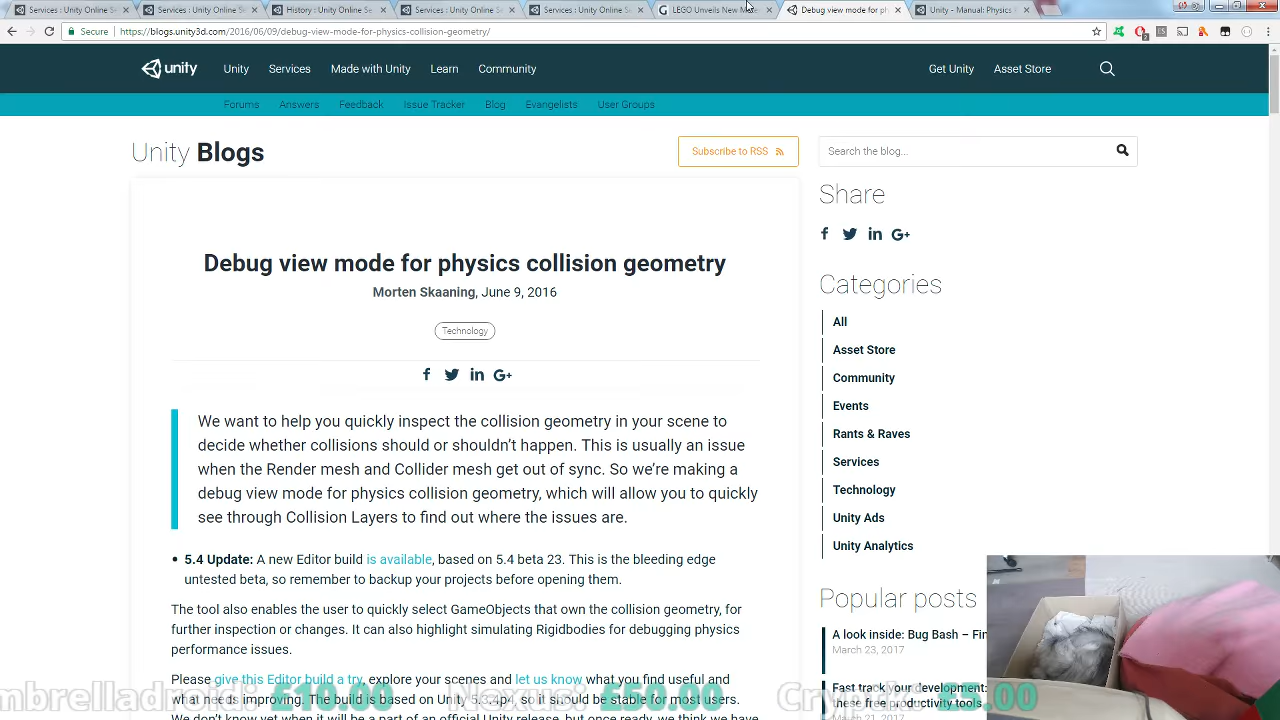 Services : Unity Online Se
Services : Unity Online Se
History : Unity Online Ser
Services : Unity Online Se
Services : Unity Online Se
LEGO Unveils New M
Debug view mode for ph
Unity - Manual: Physics
Secure
https://blogs.unity3d.com/2016/06/09/debug-view-mode-for-physics-collision-geometry/
unity
Unity
Services
Made with Unity
Learn
Community
Get Unity
Asset Store
Forums
Answers
Feedback
Issue Tracker
Blog
Evangelists
User Groups
Unity Blogs
Subscribe to RSS
Search the blog...
Share
Debug view mode for physics collision geometry
Morten Skaaning, June 9, 2016
Technology
We want to help you quickly inspect the collision geometry in your scene to
decide whether collisions should or shouldn't happen. This is usually an issue
when the Render mesh and Collider mesh get out of sync. So we're making a
debug view mode for physics collision geometry, which will allow you to quickly
see through Collision Layers to find out where the issues are.
• 5.4 Update: A new Editor build is available, based on 5.4 beta 23. This is the bleeding edge
untested beta, so remember to backup your projects before opening them.
The tool also enables the user to quickly select GameObjects that own the collision geometry, for
further inspection or changes. It can also highlight simulating Rigidbodies for debugging physics
performance issues.
Please give this Editor build a try, explore your scenes and let us know what you find useful and
what needs improving. The build is based on Unity 5.3.4p4, so it should be stable for most users.
We don't know yet when it will be a part of an official Unity release, but once ready, we think we have
Categories
All
Asset Store
Community
Events
Rants & Raves
Services
Technology
Unity Ads
Unity Analytics
Popular posts
A look inside: Bug Bash – Fin
March 23, 2017
Fast track your development:
these free productivity tools
March 21, 2017
mbrelladroid: £10.00
£50.00
£5.00